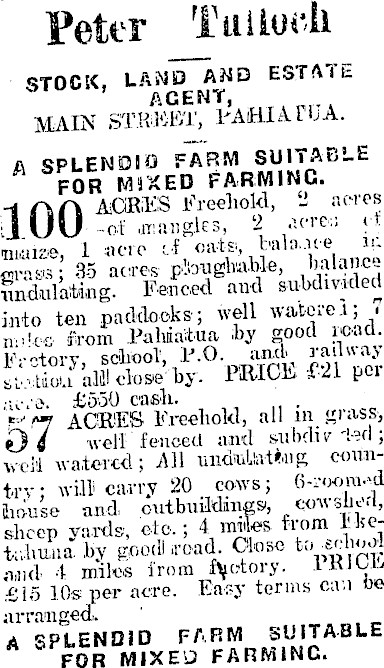 Peter Tulloch
STOCK, LAND AND ESTATE
AGENT,
MAIN STREET, PAHIATUA.
A SPLENDID FARM SUITABLE
FOR MIXED FARMING.
100 ACRES Freehold, 2 acres
of mangles, 2 acres of
maize, 1 acre of oats, balance in
grass; 35 acres ploughable, balance
undulating. Fenced and subdivided
into ten paddocks; well watered; 7
miles from Pahiatua by good road.
Factory, school, P.O. and railway
station all close by. PRICE £21 per
acre. £550 cash.
57 ACRES Freehold, all in grass,
well fenced and subdivided;
well watered; All undulating coun-
try; will carry 20 cows; 6-roomed
house and outbuildings, cowshed,
sheep yards, etc.; 4 miles from Eke-
tahuna by good road. Close to school
and 4 miles from factory. PRICE
£15 10s per acre. Easy terms can be
arranged.
A SPLENDID FARM SUITABLE
FOR MIXED FARMING.